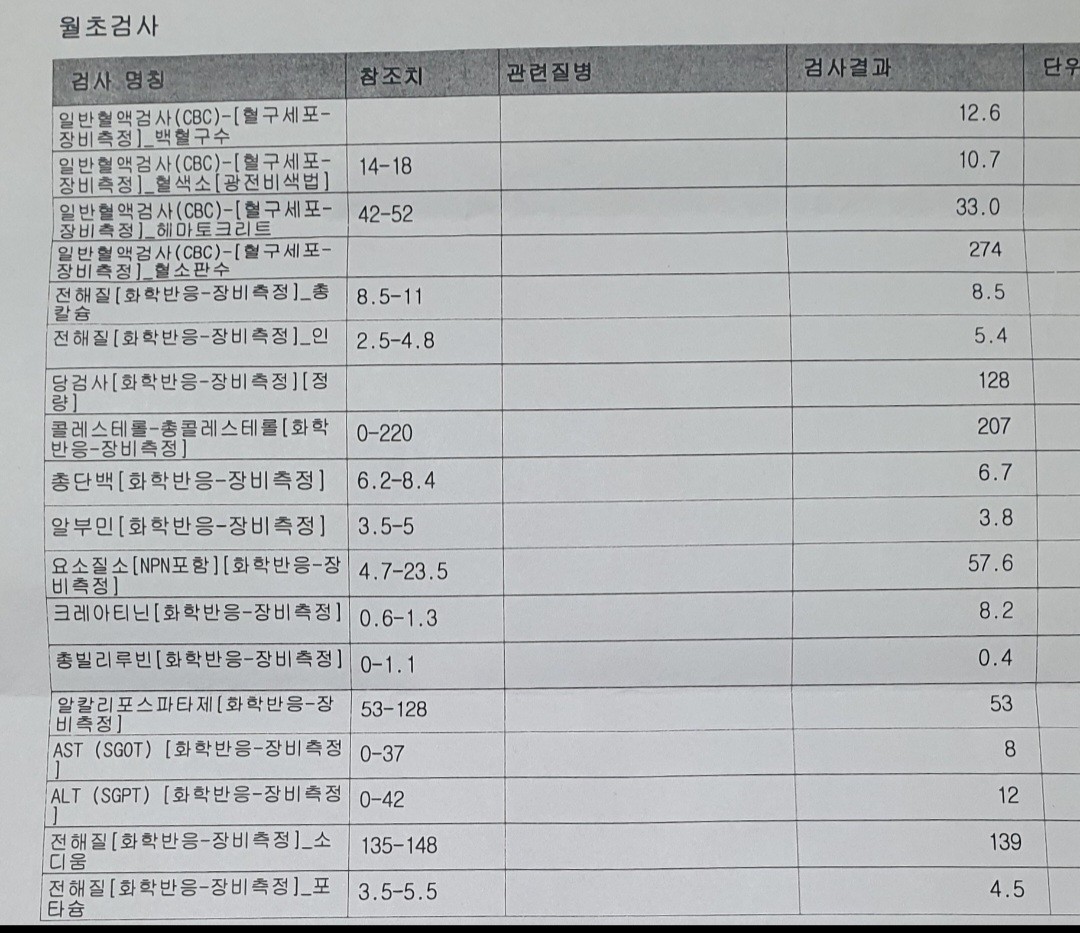 월초검사
검사 명칭 참조치 관련질병 검사결과 단위
일반혈액검사(CBC)-[혈구세포-
장비측정]_백혈구수 12.6
일반혈액검사(CBC)-[혈구세포-
장비측정]_혈색소[광전비색법] 14-18 10.7
일반혈액검사(CBC)-[혈구세포-
장비측정]_헤마토크리트 42-52 33.0
일반혈액검사(CBC)-[혈구세포-
장비측정]_혈소판수 274
전해질[화학반응-장비측정]_총
칼슘 8.5-11 8.5
전해질[화학반응-장비측정]_인 2.5-4.8 5.4
당검사[화학반응-장비측정][정
량] 128
콜레스테롤-총콜레스테롤[화학
반응-장비측정] 0-220 207
총단백[화학반응-장비측정] 6.2-8.4 6.7
알부민[화학반응-장비측정] 3.5-5 3.8
요소질소[NPN포함][화학반응-장
비측정] 4.7-23.5 57.6
크레아티닌[화학반응-장비측정] 0.6-1.3 8.2
총빌리루빈[화학반응-장비측정] 0-1.1 0.4
알칼리포스파타제[화학반응-장
비측정] 53-128 53
AST (SGOT) [화학반응-장비측정
] 0-37 8
ALT (SGPT) [화학반응-장비측정
] 0-42 12
전해질[화학반응-장비측정]_소
디움 135-148 139
전해질[화학반응-장비측정]_포
타슘 3.5-5.5 4.5